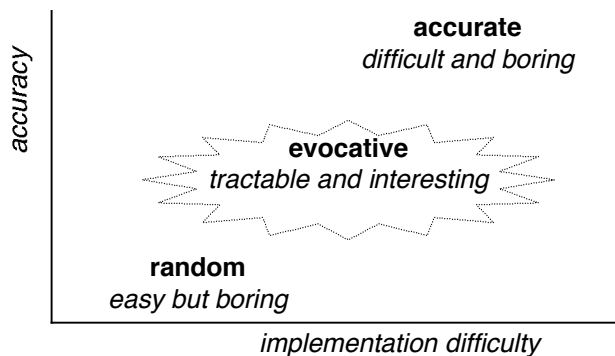 accurate
difficult and boring
accuracy
evocative
tractable and interesting
random
easy but boring
implementation difficulty